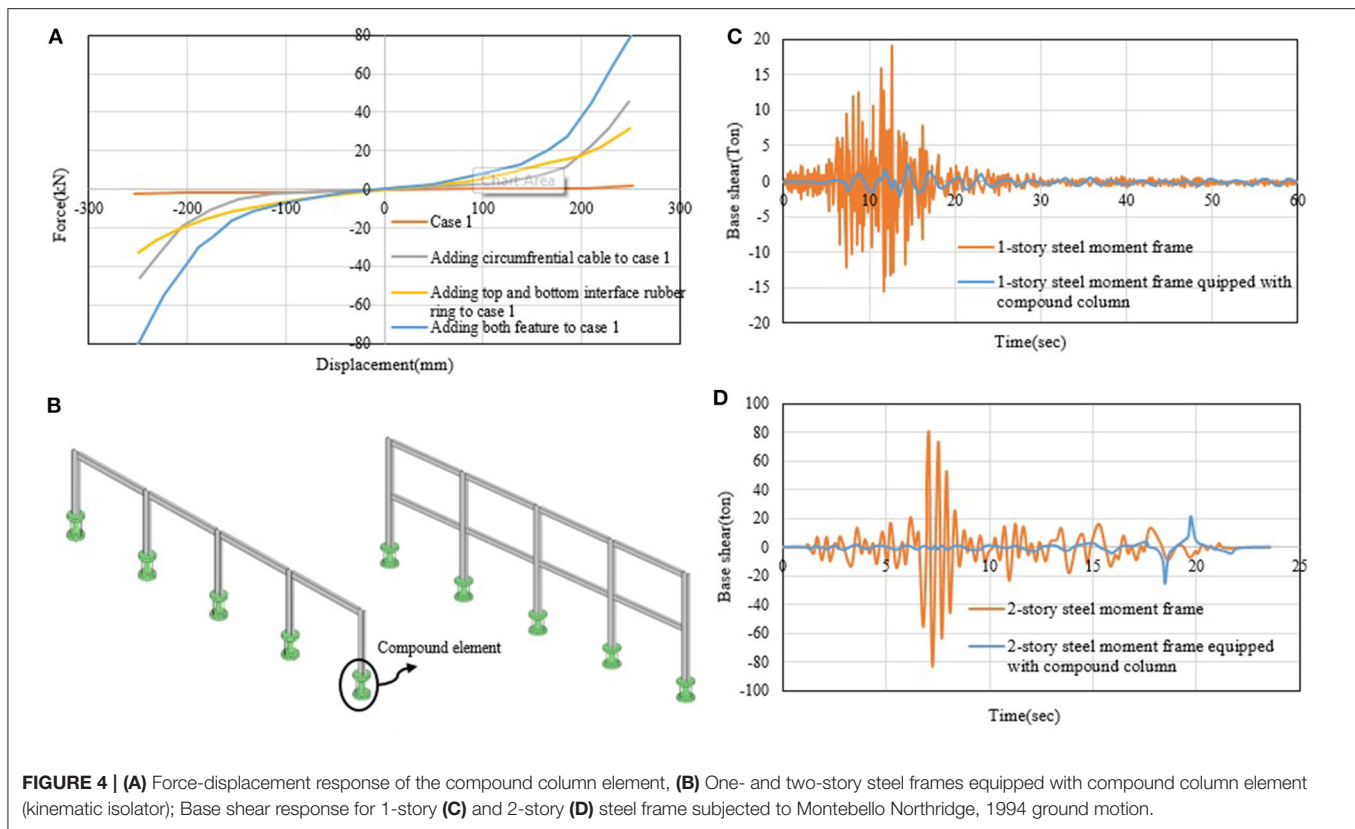 A
80
60
40
20
0
-20
-40
-60
-80
-300
-200
-100
0
100
200
300
Force(kN)
Displacement(mm)
Chart Area
Case 1
Adding circumfrential cable to case 1
Adding top and bottom interface rubber
ring to case 1
Adding both feature to case 1
B
Compound element
C
20
15
10
5
0
-5
-10
-15
-20
0
10
20
30
40
50
60
Base shear(Ton)
Time(sec)
1-story steel moment frame
1-story steel moment frame quipped with
compound column
D
100
80
60
40
20
0
-20
-40
-60
-80
-100
0
5
10
15
20
25
Base shear(ton)
Time(sec)
2-story steel moment frame
2-story steel moment frame equipped
with compound column
FIGURE 4 | (A) Force-displacement response of the compound column element, (B) One- and two-story steel frames equipped with compound column element
(kinematic isolator); Base shear response for 1-story (C) and 2-story (D) steel frame subjected to Montebello Northridge, 1994 ground motion.